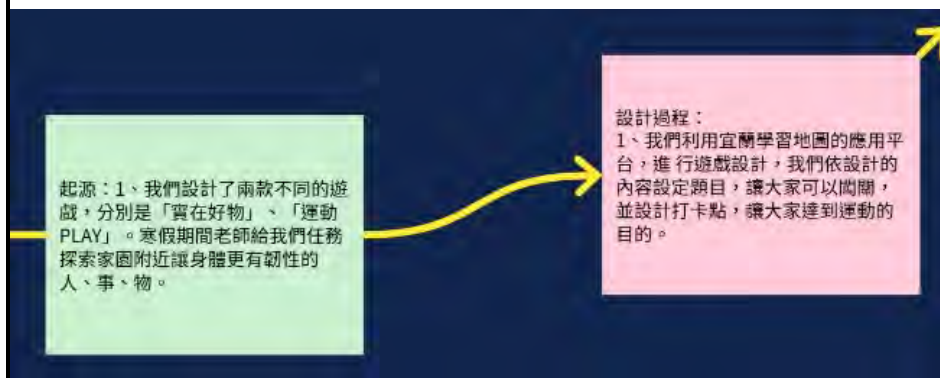 起源：1、我們設計了兩款不同的遊
戲，分別是「實在好物」、「運動
PLAY」。寒假期間老師給我們任務
探索家園附近讓身體更有韌性的
人、事、物。
設計過程：
1、我們利用宜蘭學習地圖的應用平
台，進 行遊戲設計，我們依設計的
內容設定題目，讓大家可以闖關，
並設計打卡點，讓大家達到運動的
目的。